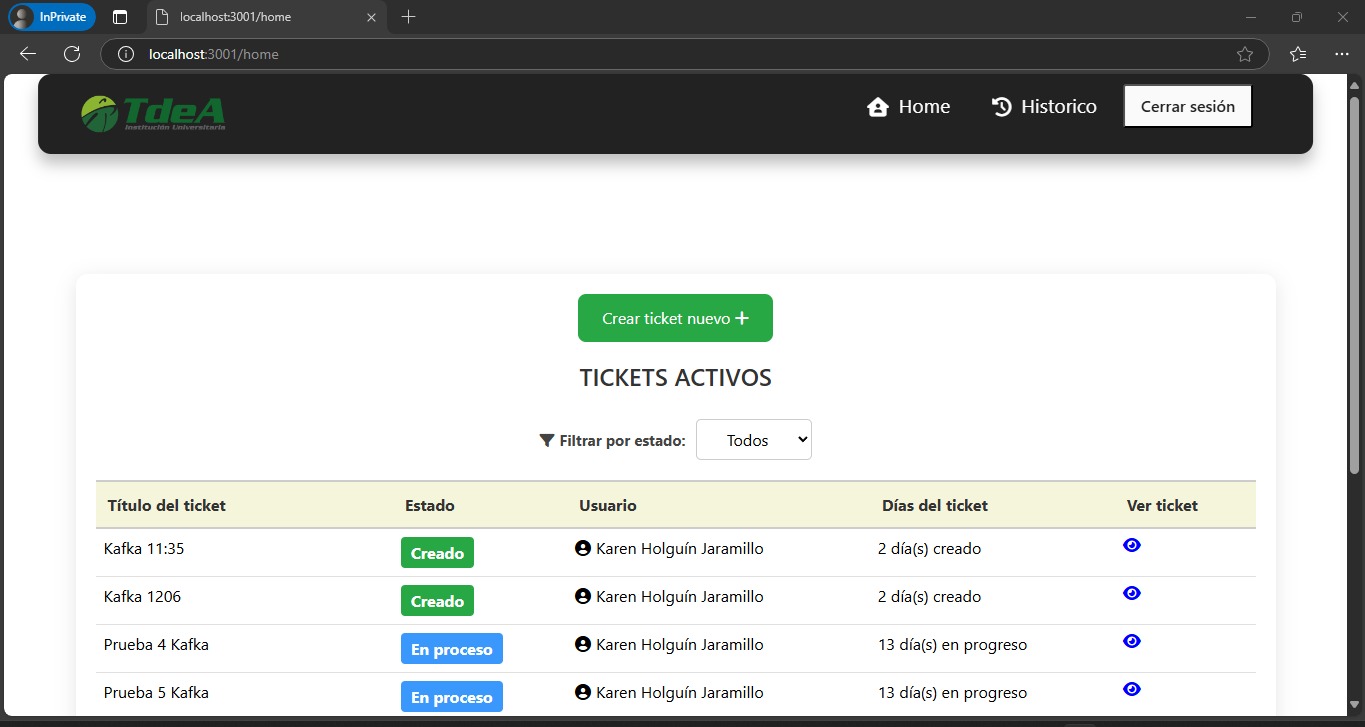 InPrivate
localhost:3001/home
localhost:3001/home
TdeA
Institución Universitaria
Home
Historico
Cerrar sesión
Crear ticket nuevo +
TICKETS ACTIVOS
Filtrar por estado: Todos
Título del ticket Estado Usuario Días del ticket Ver ticket
Kafka 11:35 Creado Karen Holguín Jaramillo 2 día(s) creado
Kafka 1206 Creado Karen Holguín Jaramillo 2 día(s) creado
Prueba 4 Kafka En proceso Karen Holguín Jaramillo 13 día(s) en progreso
Prueba 5 Kafka En proceso Karen Holguín Jaramillo 13 día(s) en progreso